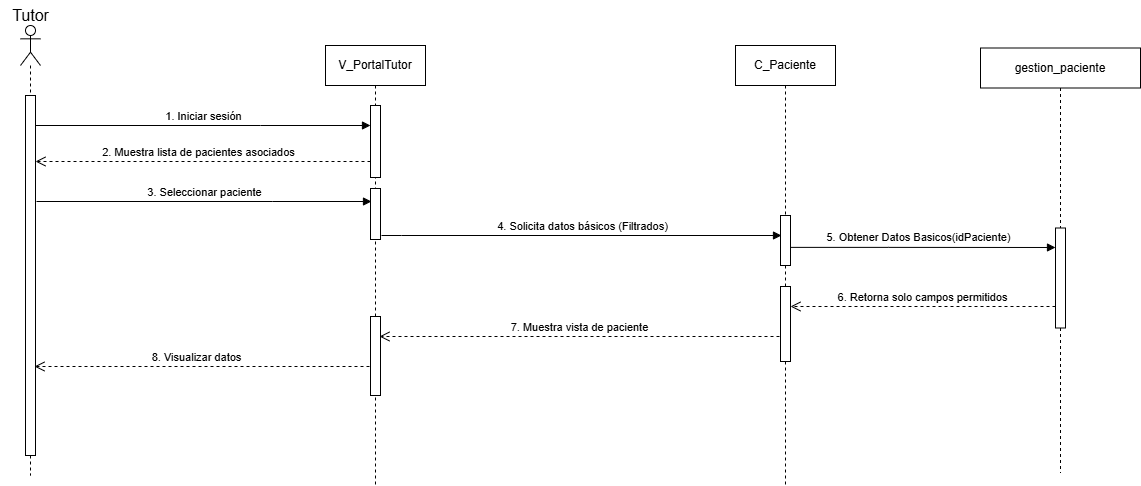 Tutor
V_PortalTutor
C_Paciente
gestion_paciente
1. Iniciar sesión
2. Muestra lista de pacientes asociados
3. Seleccionar paciente
4. Solicita datos básicos (Filtrados)
5. Obtener Datos Basicos(idPaciente)
6. Retorna solo campos permitidos
7. Muestra vista de paciente
8. Visualizar datos